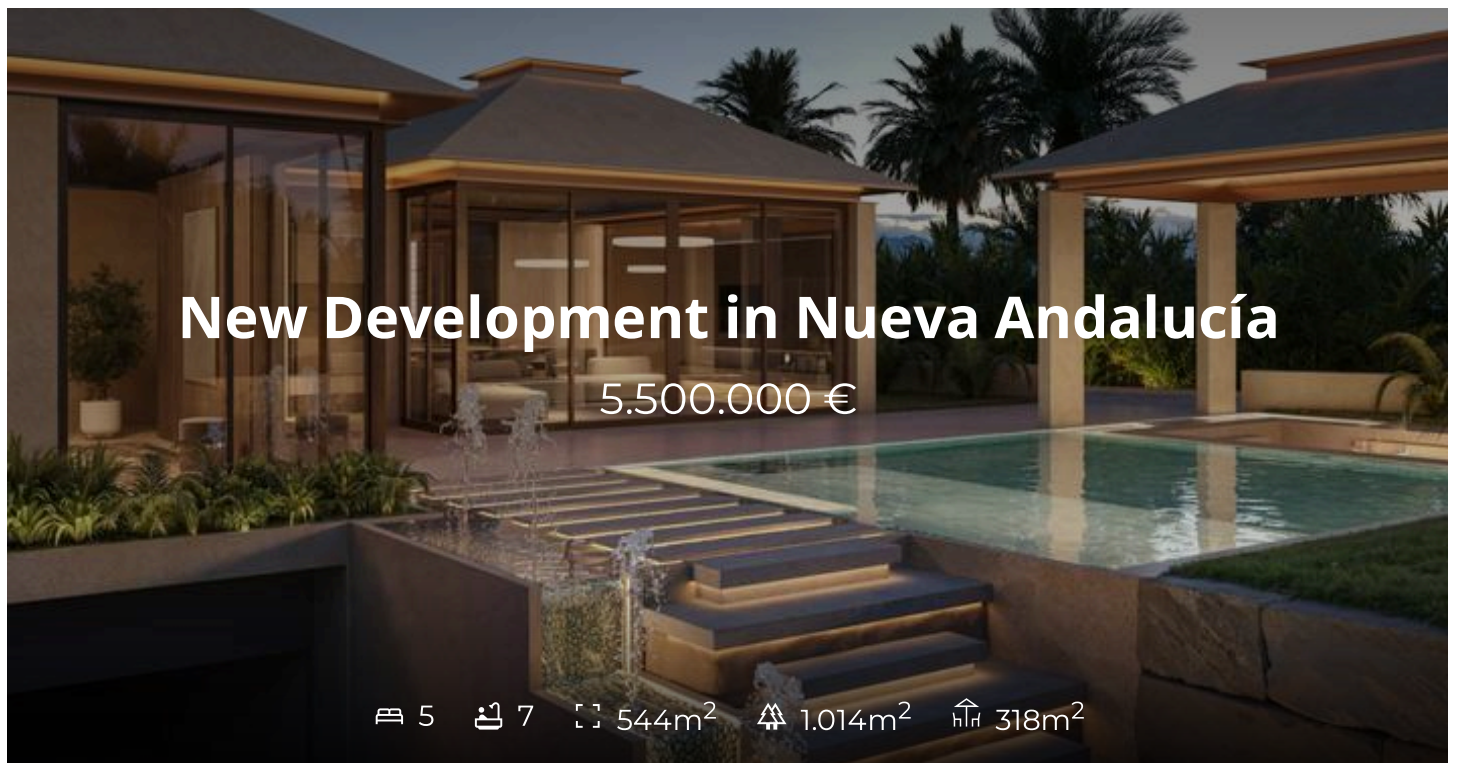 New Development in Nueva Andalucía
5.500.000 €
5 7 544m² 1.014m² 318m²